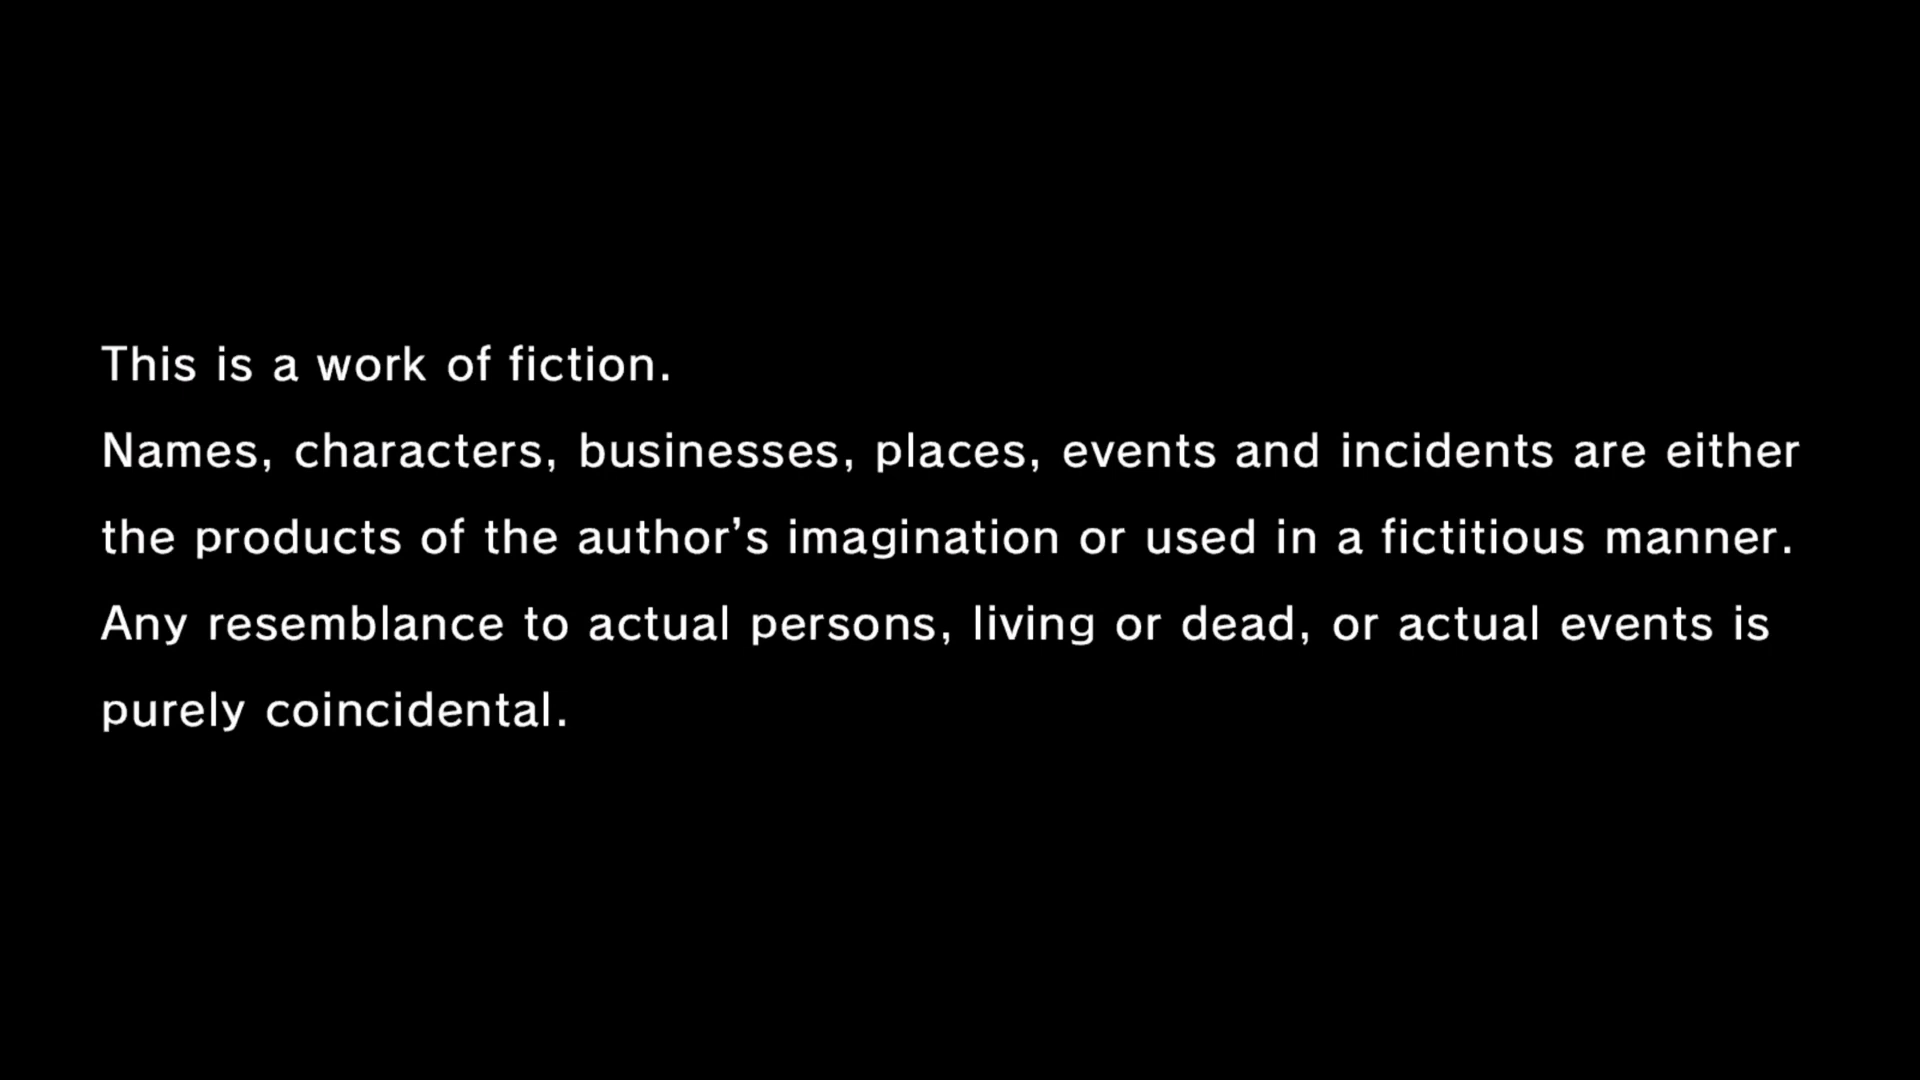 This is a work of fiction.
Names, characters, businesses, places, events and incidents are either
the products of the author’s imagination or used in a fictitious manner.
Any resemblance to actual persons, living or dead, or actual events is
purely coincidental.